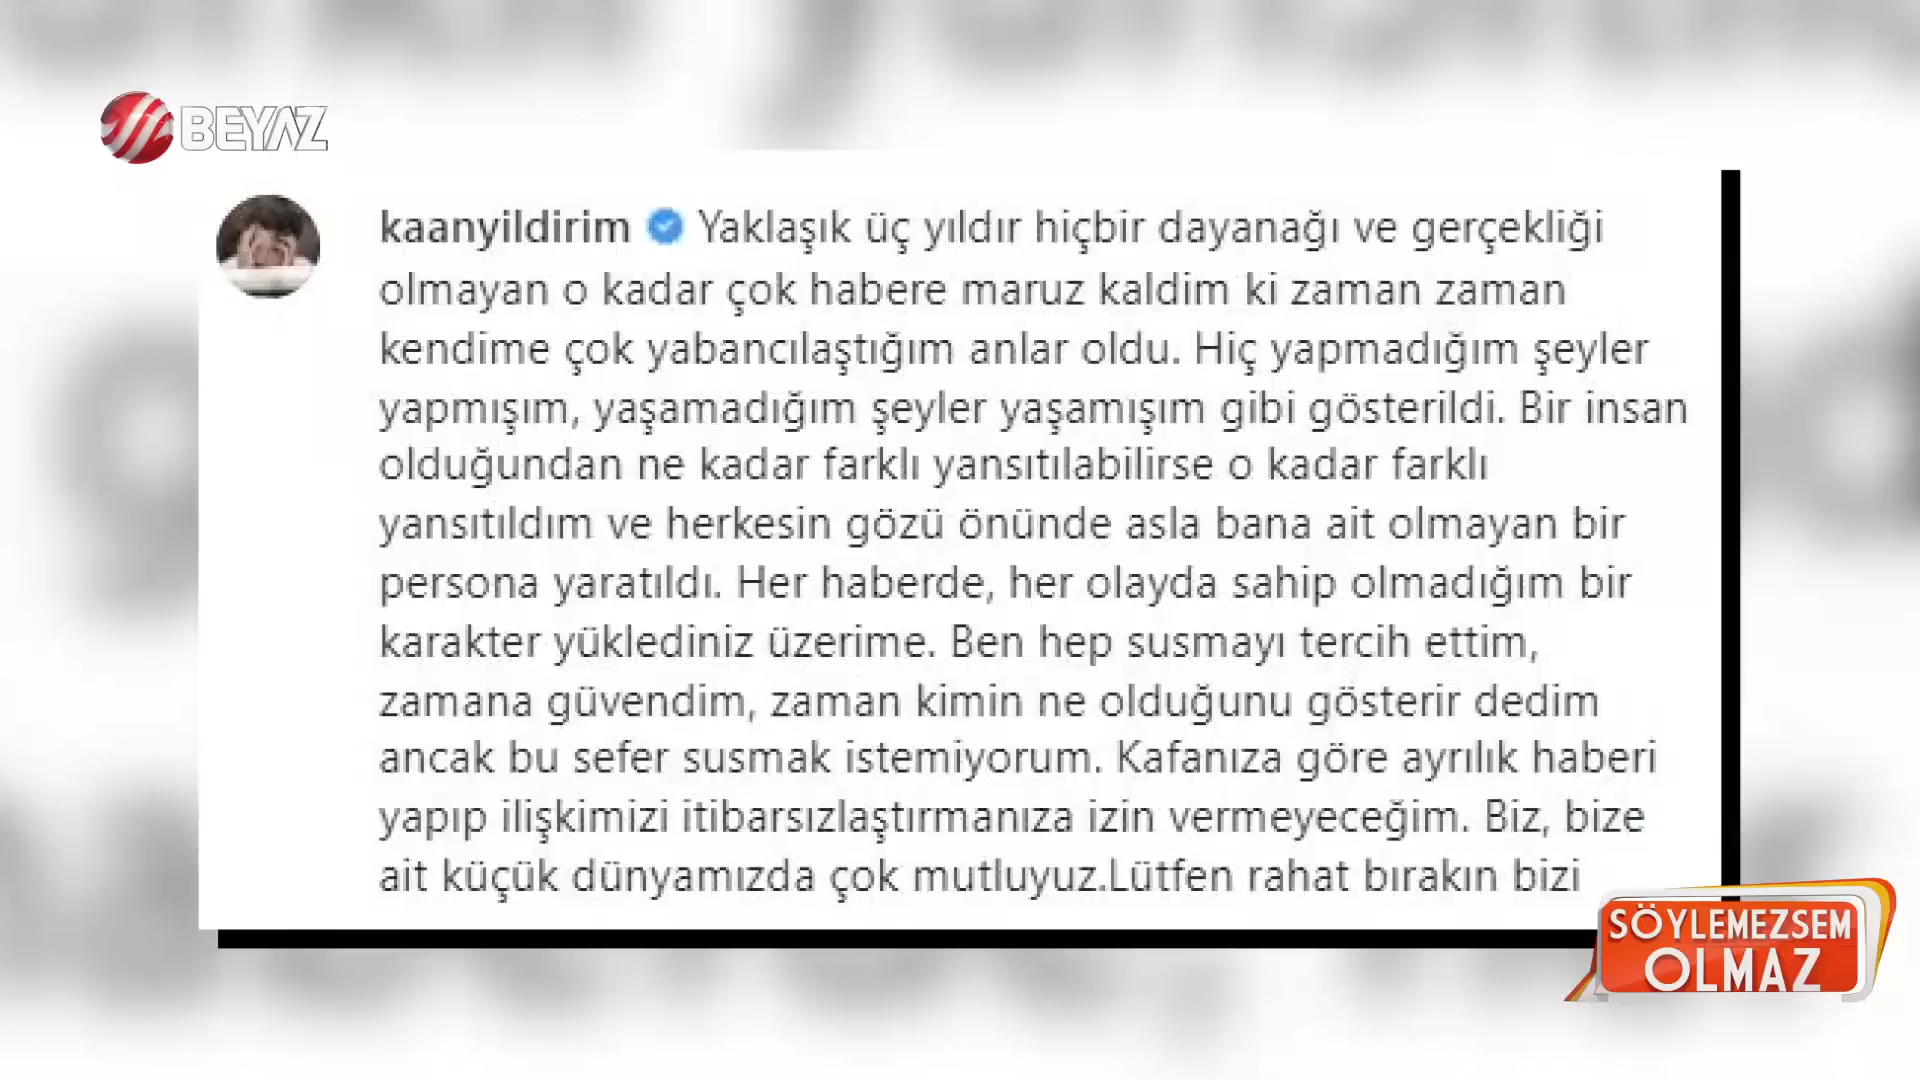 BEYAZ
kaanyildirim Yaklaşık üç yıldır hiçbir dayanağı ve gerçekliği
olmayan o kadar çok habere maruz kaldim ki zaman zaman
kendime çok yabancılaştığım anlar oldu. Hiç yapmadığım şeyler
yapmışım, yaşamadığım şeyler yaşamışım gibi gösterildi. Bir insan
olduğundan ne kadar farklı yansıtılabilirse o kadar farklı
yansıtıldım ve herkesin gözü önünde asla bana ait olmayan bir
persona yaratıldı. Her haberde, her olayda sahip olmadığım bir
karakter yüklediniz üzerime. Ben hep susmayı tercih ettim,
zamana güvendim, zaman kimin ne olduğunu gösterir dedim
ancak bu sefer susmak istemiyorum. Kafanıza göre ayrılık haberi
yapıp ilişkimizi itibarsızlaştırmanıza izin vermeyeceğim. Biz, bize
ait küçük dünyamızda çok mutluyuz.Lütfen rahat bırakın bizi
SÖYLEMEZSEM
OLMAZ